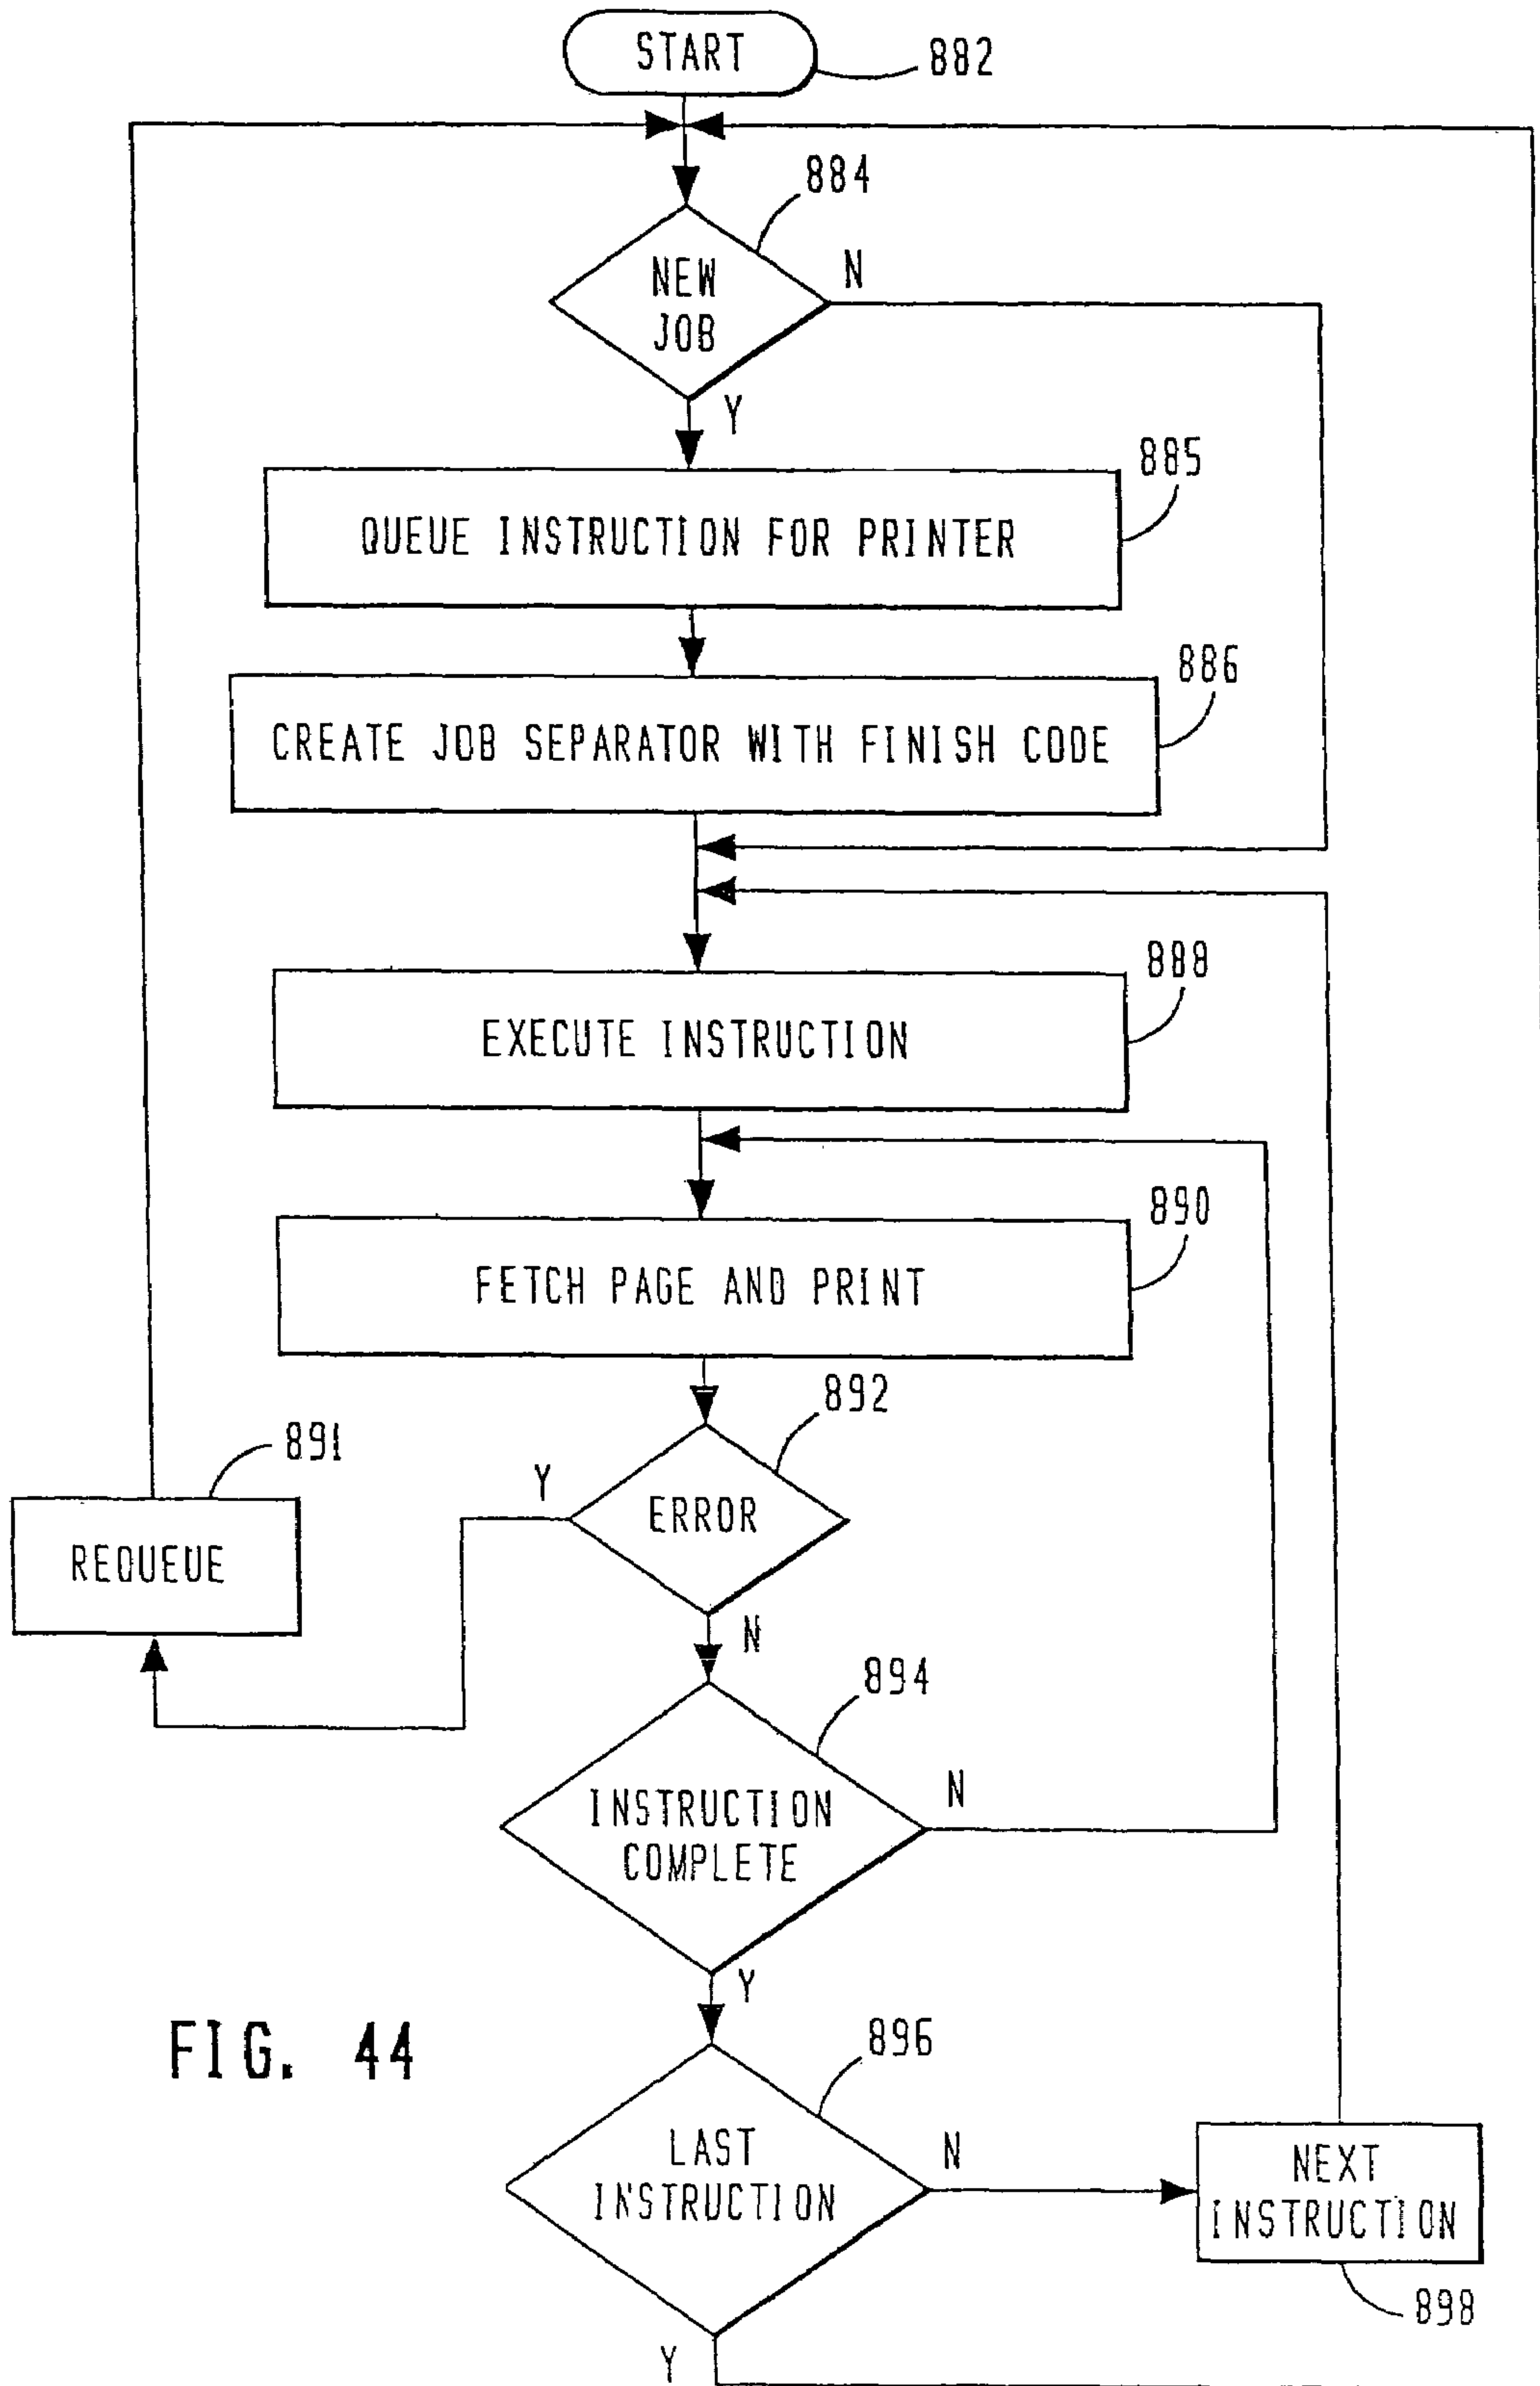 START
882
884
NEW
JOB
N
Y
885
QUEUE INSTRUCTION FOR PRINTER
886
CREATE JOB SEPARATOR WITH FINISH CODE
888
EXECUTE INSTRUCTION
890
FETCH PAGE AND PRINT
892
891
Y
ERROR
REQUEUE
N
894
INSTRUCTION
COMPLETE
N
Y
FIG. 44
896
LAST
INSTRUCTION
N
NEXT
INSTRUCTION
898
Y